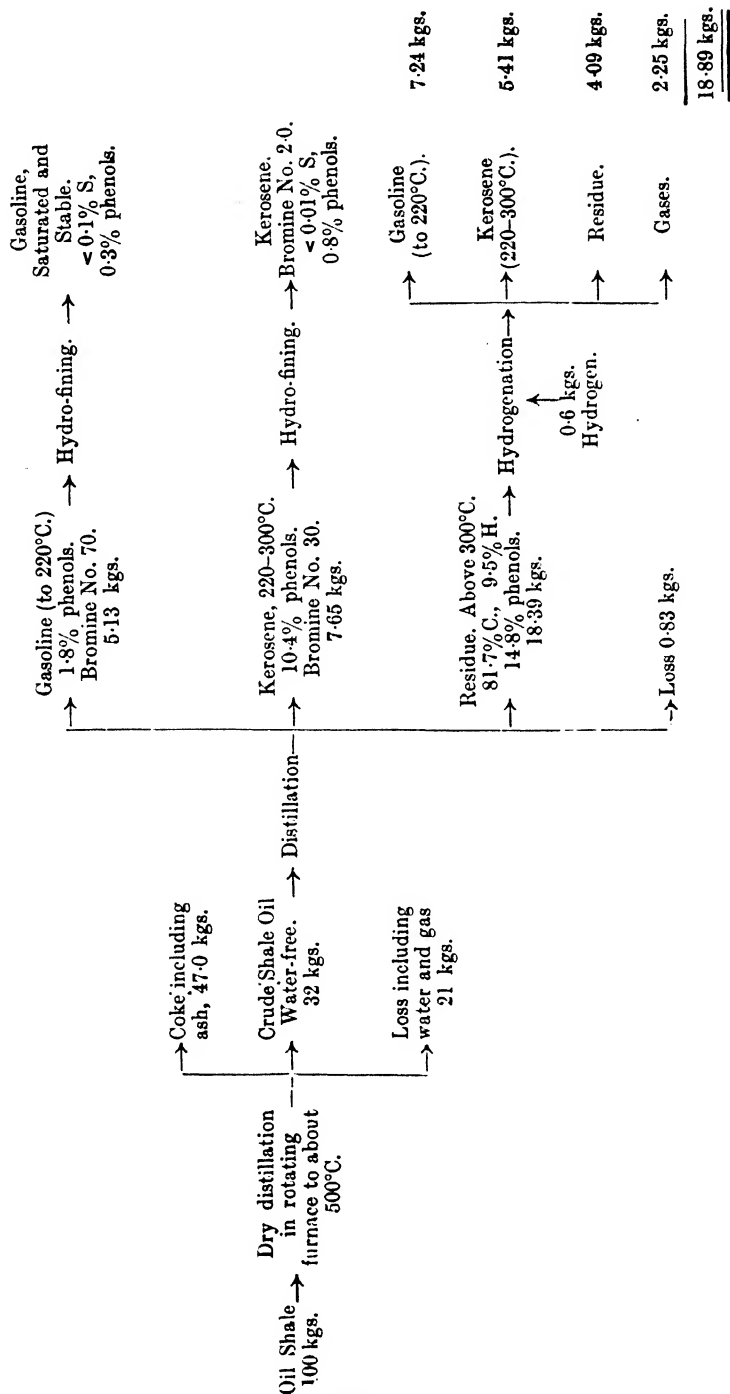 Oil Shale
100 kgs.
Dry distillation
in rotating
furnace to about
500°C.
Coke including
ash, 47·0 kgs.
Crude Shale Oil
Water-free.
32 kgs.
Loss including
water and gas
21 kgs.
Distillation
Gasoline (to 220°C.)
1·8% phenols.
Bromine No. 70.
5·13 kgs.
Hydro-fining.
Gasoline,
Saturated and
Stable.
< 0·1% S,
0·3% phenols.
Kerosene, 220–300°C.
10·4% phenols.
Bromine No. 30.
7·65 kgs.
Hydro-fining.
Kerosene.
Bromine No. 2·0.
< 0·01% S,
0·8% phenols.
Residue. Above 300°C.
81·7% C., 9·5% H.
14·8% phenols.
18·39 kgs.
Hydrogenation
0·6 kgs.
Hydrogen.
Gasoline 7·24 kgs.
(to 220°C.).
Kerosene 5·41 kgs.
(220–300°C.).
Residue. 4·09 kgs.
Gases. 2·25 kgs.
18·89 kgs.
Loss 0·83 kgs.